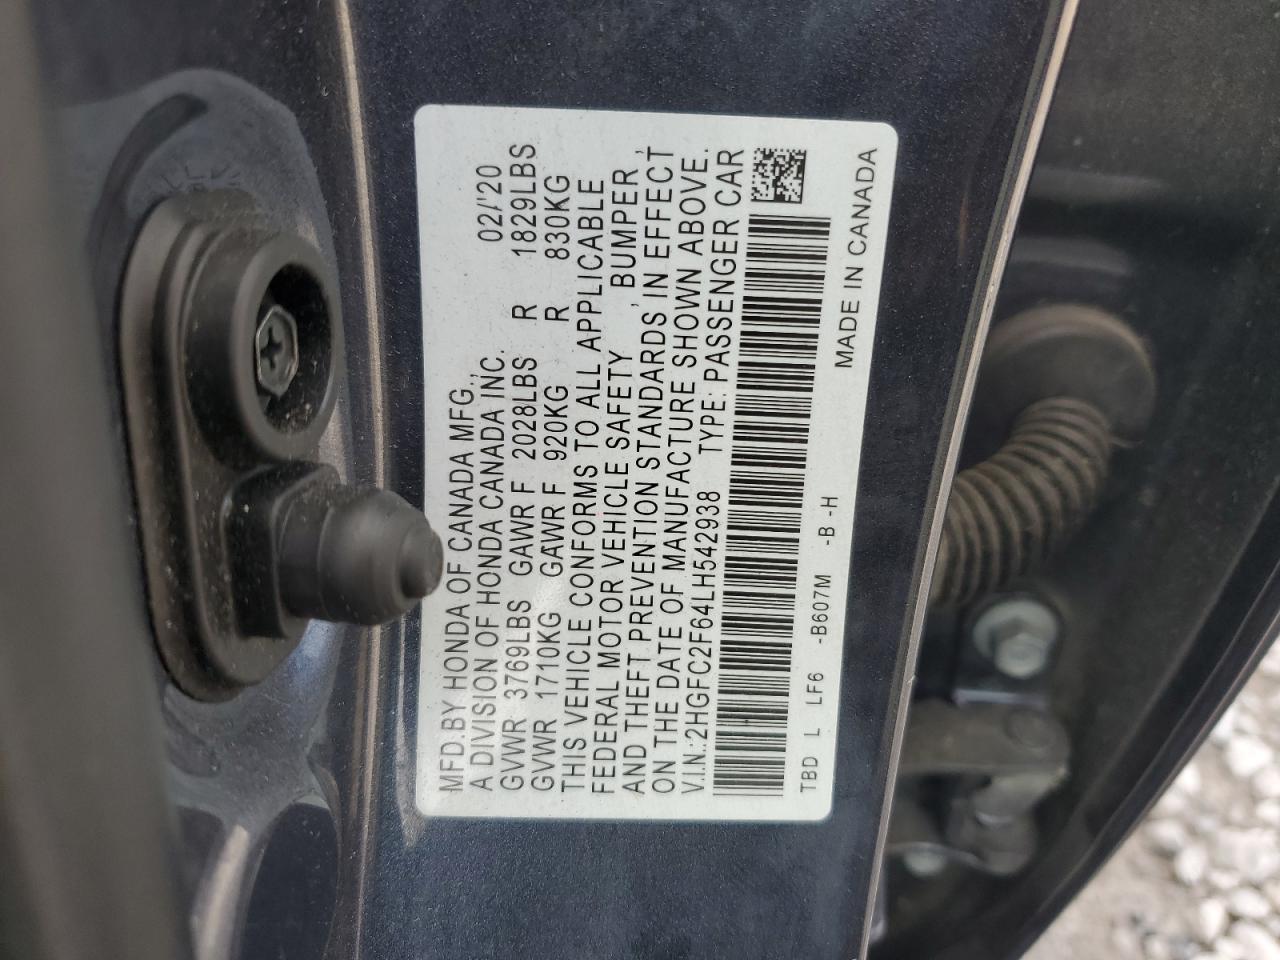 MFD.BY HONDA OF CANADA MFG., 02/'20
A DIVISION OF HONDA CANADA INC.
GVWR 3769LBS GAWR F 2028LBS R 1829LBS
GVWR 1710KG GAWR F 920KG R 830KG
THIS VEHICLE CONFORMS TO ALL APPLICABLE
FEDERAL MOTOR VEHICLE SAFETY , BUMPER ,
AND THEFT PREVENTION STANDARDS IN EFFECT
ON THE DATE OF MANUFACTURE SHOWN ABOVE.
V.I.N.:2HGFC2F64LH542938 TYPE: PASSENGER CAR
TBD L LF6 -B607M -B -H MADE IN CANADA